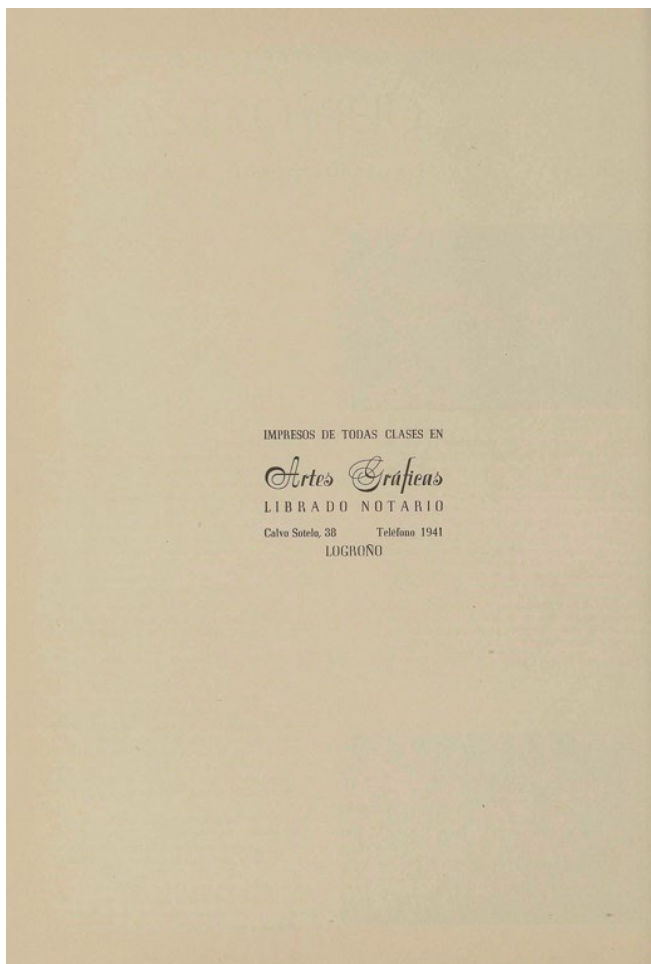 IMPRESOS DE TODAS CLASES EN
Artes Gráficas
LIBRADO NOTARIO
Calvo Sotelo, 38 Teléfono 1941
LOGROÑO